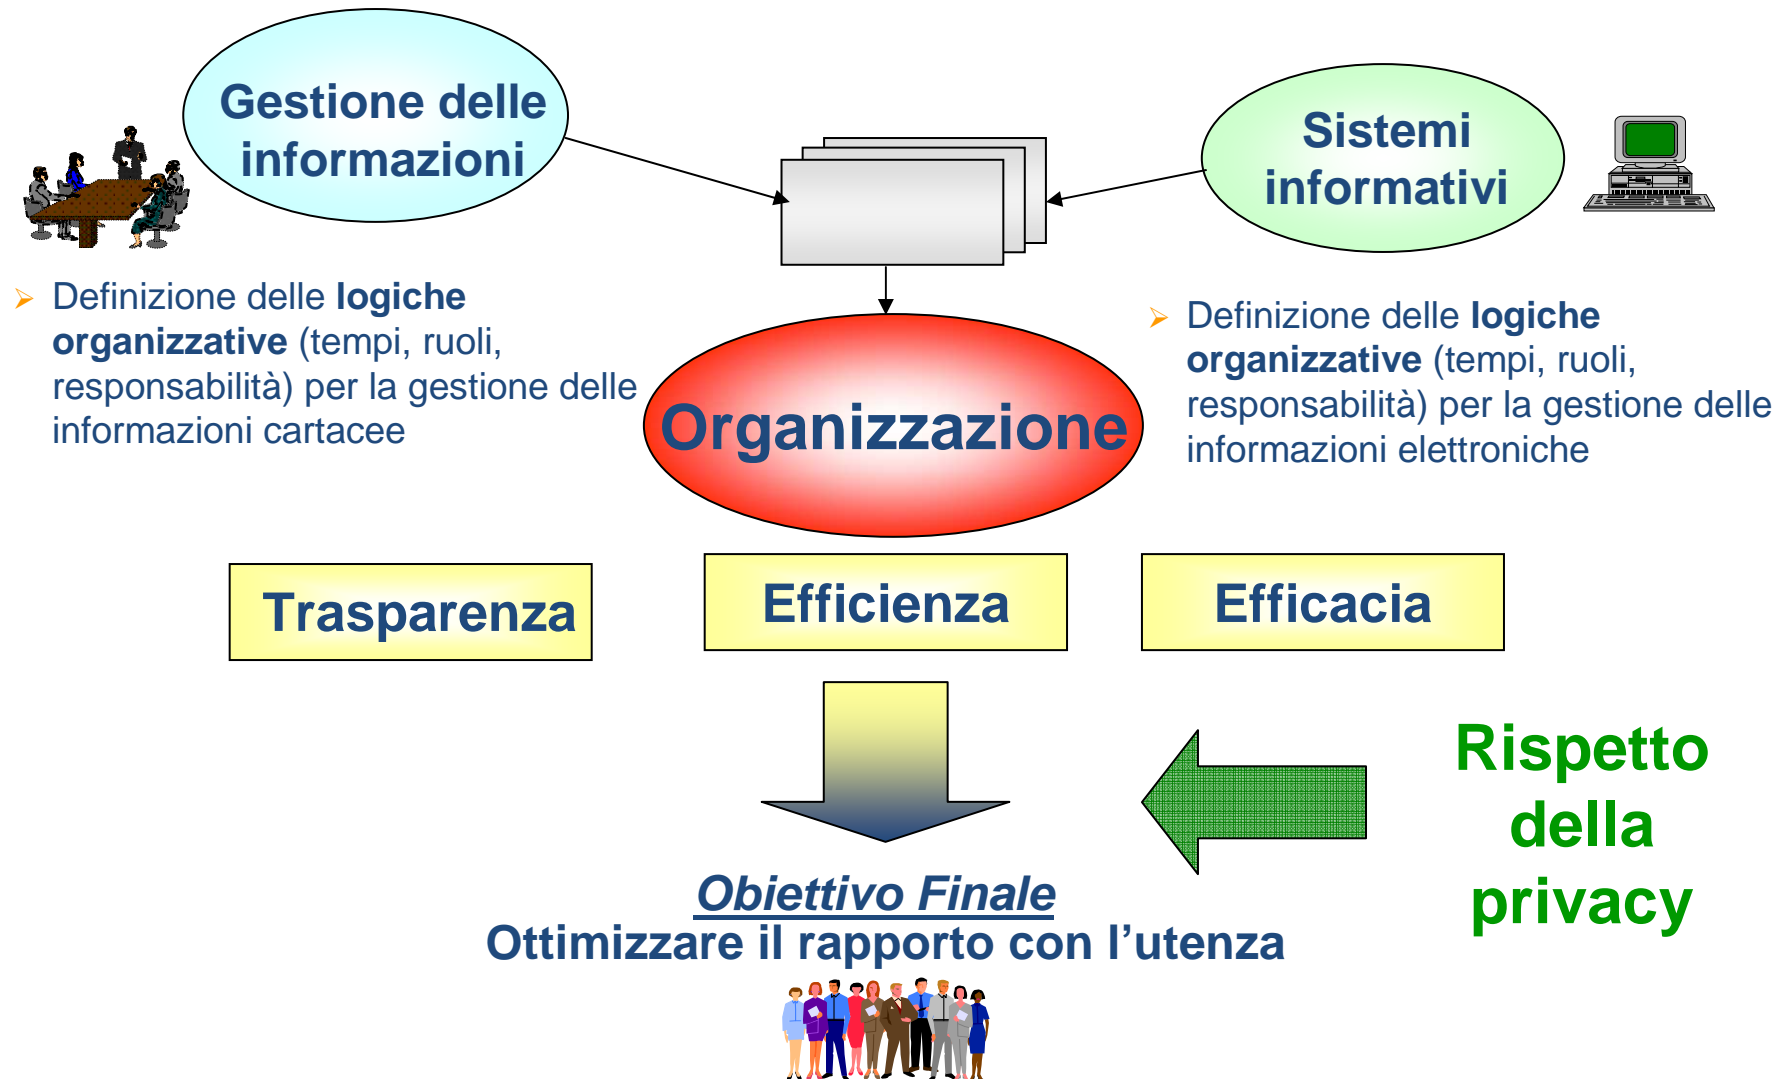 Gestione delle
informazioni
Sistemi
informativi
Definizione delle logiche
organizzative (tempi, ruoli,
responsabilità) per la gestione delle
informazioni cartacee
Definizione delle logiche
organizzative (tempi, ruoli,
responsabilità) per la gestione delle
informazioni elettroniche
Organizzazione
Trasparenza
Efficienza
Efficacia
Rispetto
della
privacy
Obiettivo Finale
Ottimizzare il rapporto con l’utenza